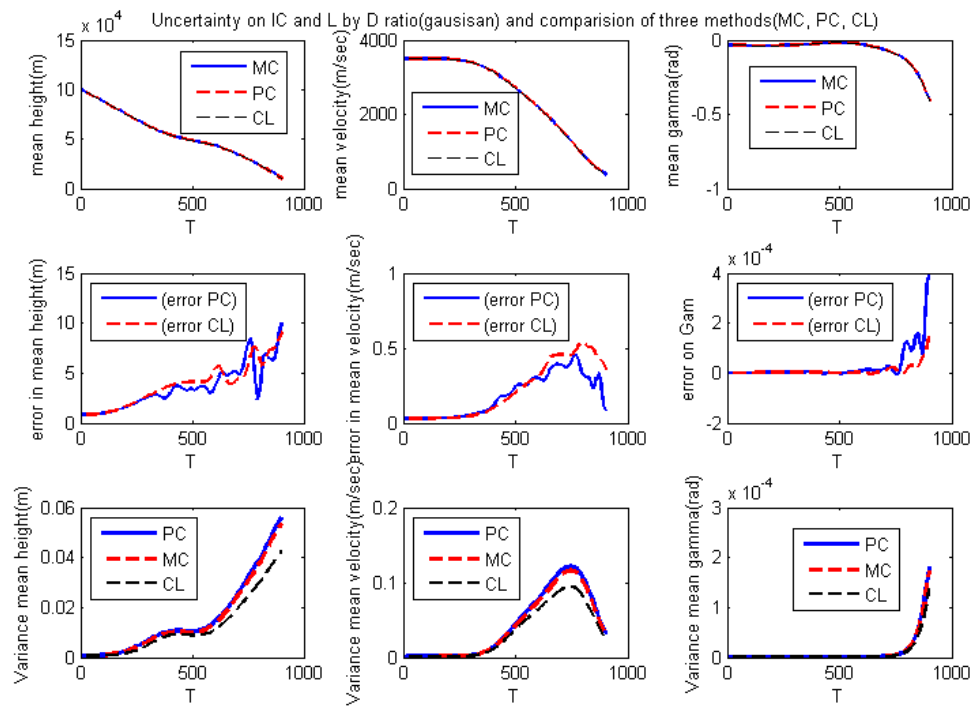 Uncertainty on IC and L by D ratio(gausisan) and comparision of three methods(MC, PC, CL)
x 10^4
15
10
5
0
mean height(m)
MC
PC
CL
0 500 1000
T
4000
2000
0
mean velocity(m/sec)
MC
PC
CL
0 500 1000
T
0
-0.5
-1
mean gamma(rad)
MC
PC
CL
0 500 1000
T
15
10
5
0
error in mean height(m)
(error PC)
(error CL)
0 500 1000
T
1
0.5
0
error in mean velocity(m/sec)
(error PC)
(error CL)
0 500 1000
T
x 10^-4
4
2
0
-2
error on Gam
(error PC)
(error CL)
0 500 1000
T
0.06
0.04
0.02
0
Variance mean height(m)
PC
MC
CL
0 500 1000
T
0.2
0.1
0
Variance mean velocity(m/sec)
PC
MC
CL
0 500 1000
T
x 10^-4
3
2
1
0
Variance mean gamma(rad)
PC
MC
CL
0 500 1000
T